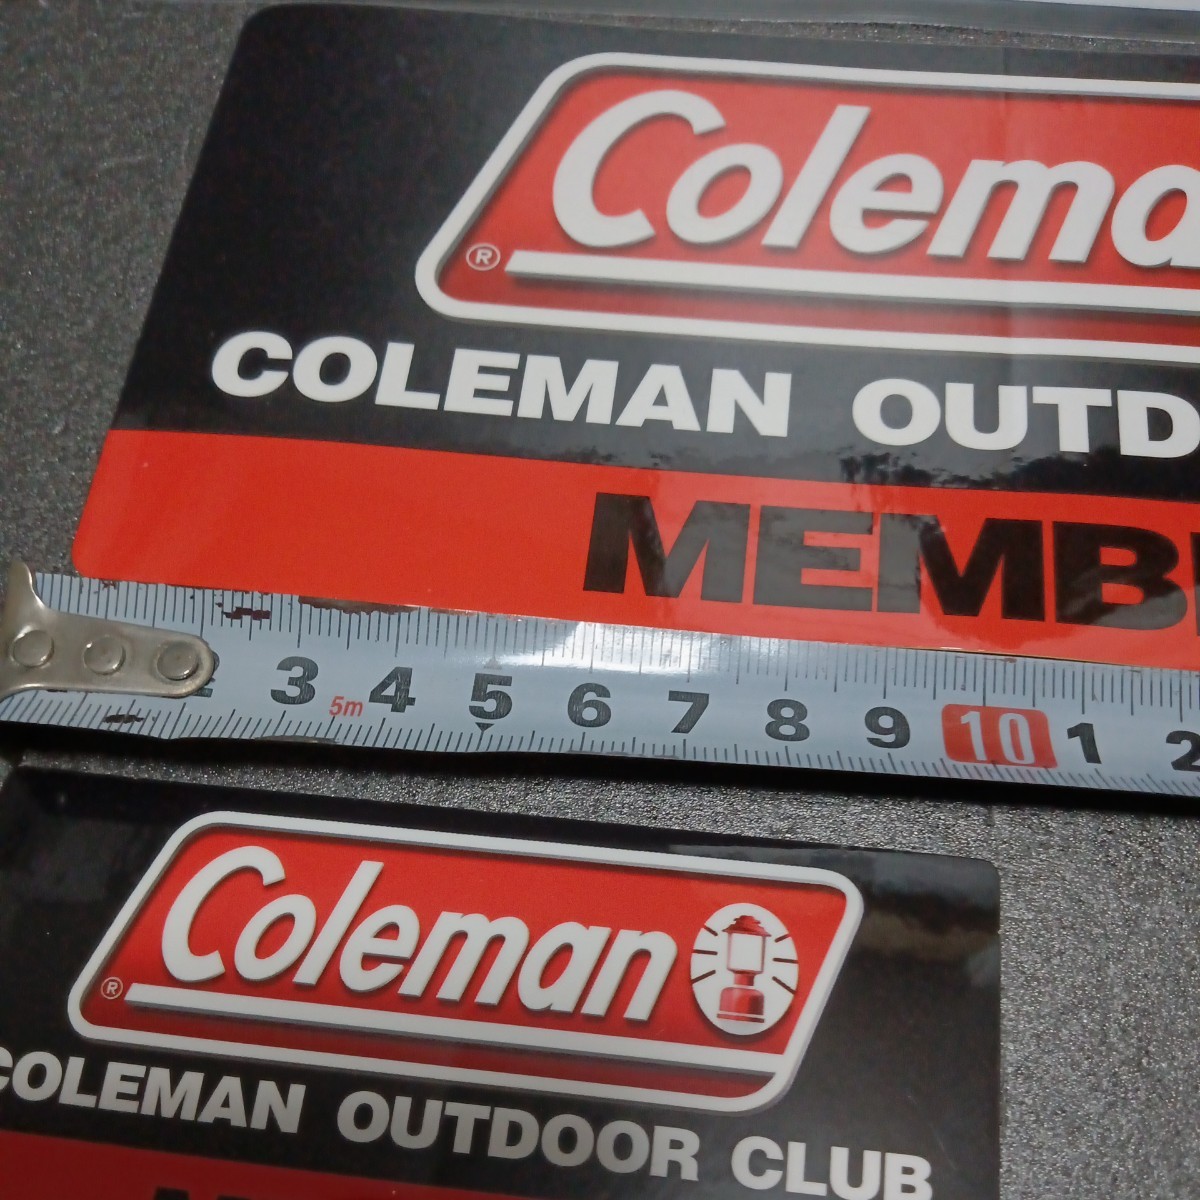 Colema
®
COLEMAN OUTD
MEMB
3 5m 4 5 6 7 8 9 10 1 2
Coleman
®
COLEMAN OUTDOOR CLUB